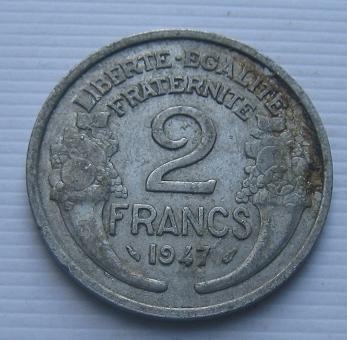 LIBERTE·EGALITE
FRATERNITE
2
FRANCS
1947